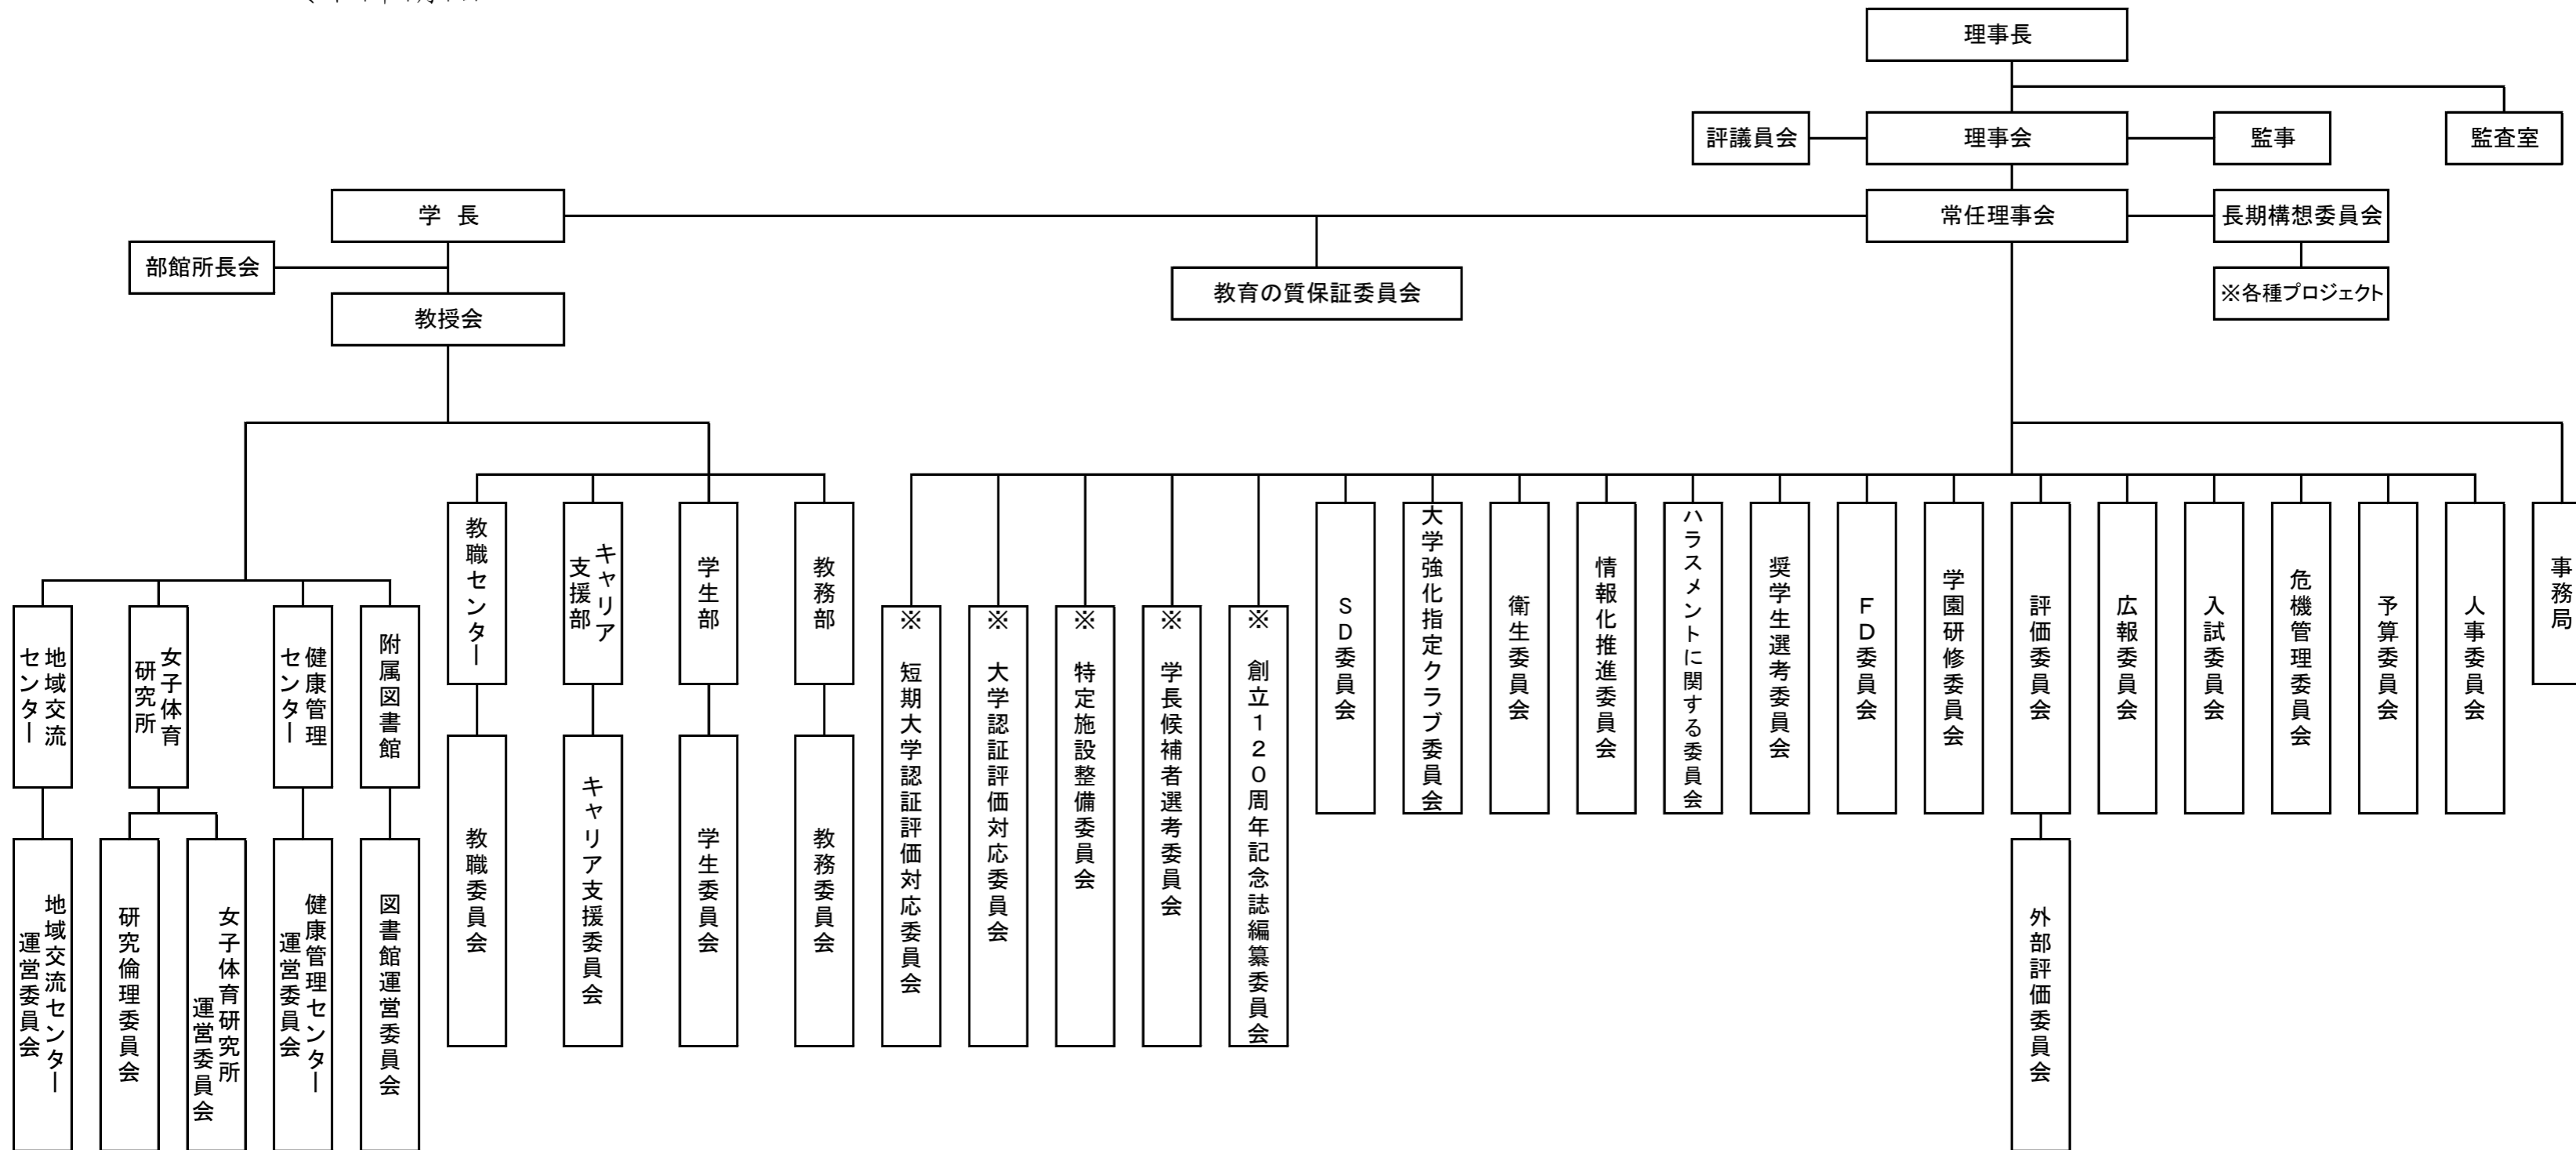 理事長
評議員会
理事会
監事
監査室
学 長
常任理事会
長期構想委員会
部館所長会
教育の質保証委員会
※各種プロジェクト
教授会
教職センター
キャリア
支援部
学生部
教務部
SD委員会
大学強化指定クラブ委員会
衛生委員会
情報化推進委員会
ハラスメントに関する委員会
奨学生選考委員会
FD委員会
学園研修委員会
評価委員会
広報委員会
入試委員会
危機管理委員会
予算委員会
人事委員会
事務局
地域交流
センター
女子体育
研究所
健康管理
センター
附属図書館
※ 短期大学認証評価対応委員会
※ 大学認証評価対応委員会
※ 特定施設整備委員会
※ 学長候補者選考委員会
※ 創立120周年記念誌編纂委員会
教職委員会
キャリア支援委員会
学生委員会
教務委員会
地域交流センター
運営委員会
研究倫理委員会
女子体育研究所
運営委員会
健康管理センター
運営委員会
図書館運営委員会
外部評価委員会